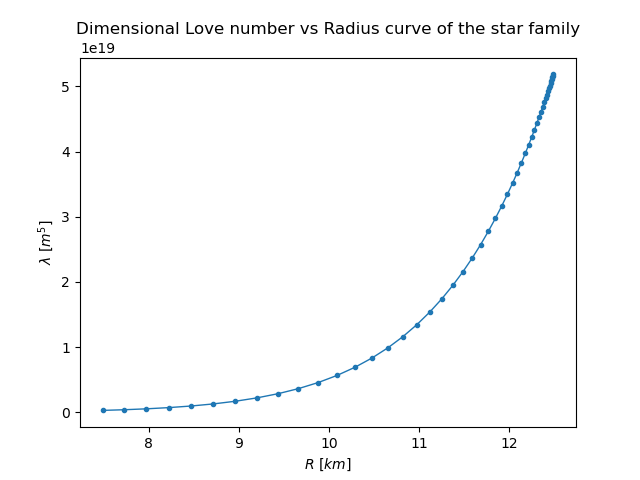 Dimensional Love number vs Radius curve of the star family
1e19
5
4
3
2
1
0
λ [m⁵]
8 9 10 11 12
R [km]